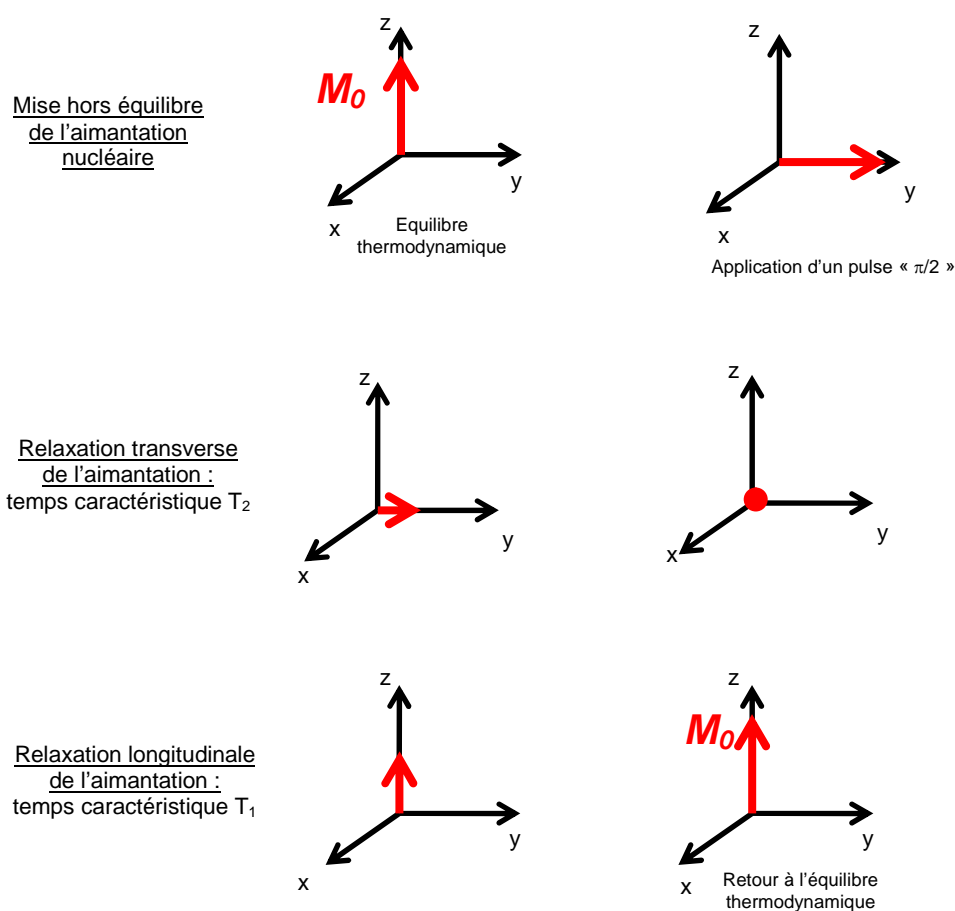 Mise hors équilibre
de l'aimantation
nucléaire
z
M0
y
x
Equilibre
thermodynamique
z
y
x
Application d'un pulse « π/2 »
Relaxation transverse
de l'aimantation :
temps caractéristique T2
z
y
x
z
y
x
Relaxation longitudinale
de l'aimantation :
temps caractéristique T1
z
y
x
z
M0
y
x
Retour à l'équilibre
thermodynamique